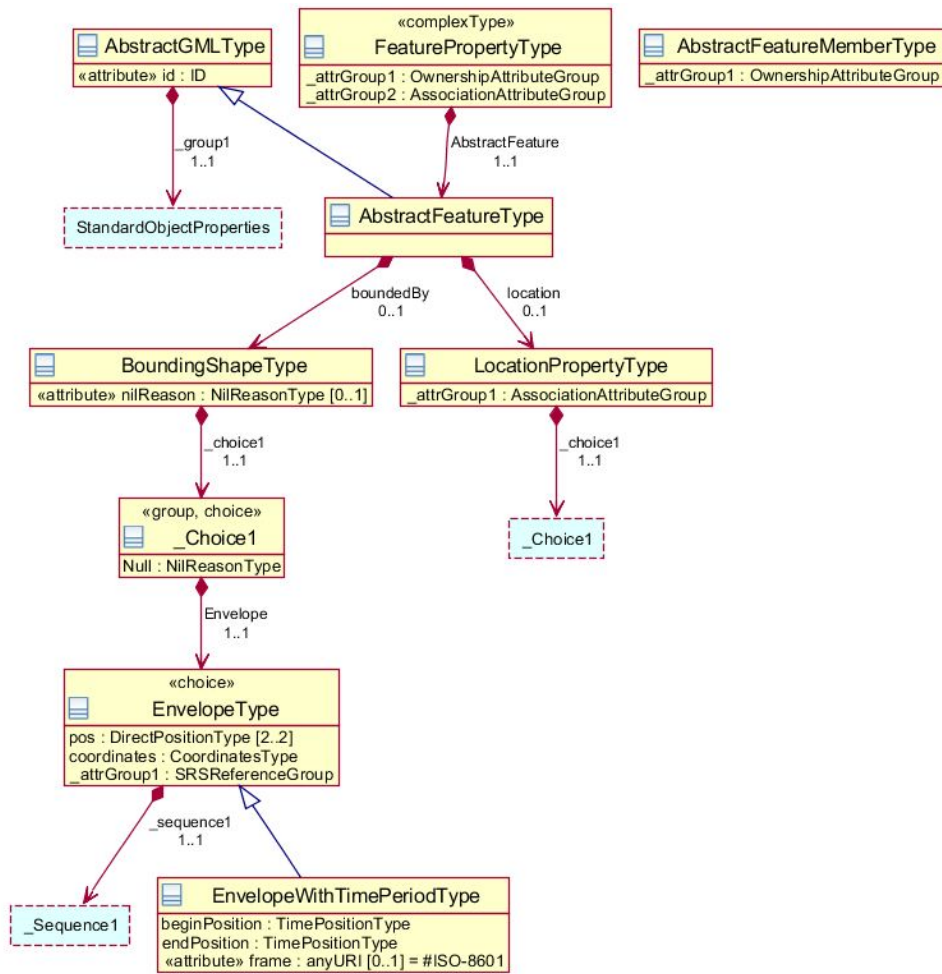 AbstractGMLType
«attribute» id : ID
«complexType»
FeaturePropertyType
_attrGroup1 : OwnershipAttributeGroup
_attrGroup2 : AssociationAttributeGroup
AbstractFeatureMemberType
_attrGroup1 : OwnershipAttributeGroup
_group1
1..1
AbstractFeature
1..1
StandardObjectProperties
AbstractFeatureType
boundedBy
0..1
location
0..1
BoundingShapeType
«attribute» nilReason : NilReasonType [0..1]
LocationPropertyType
_attrGroup1 : AssociationAttributeGroup
_choice1
1..1
_choice1
1..1
«group, choice»
_Choice1
Null : NilReasonType
_Choice1
Envelope
1..1
«choice»
EnvelopeType
pos : DirectPositionType [2..2]
coordinates : CoordinatesType
_attrGroup1 : SRSReferenceGroup
_sequence1
1..1
_Sequence1
EnvelopeWithTimePeriodType
beginPosition : TimePositionType
endPosition : TimePositionType
«attribute» frame : anyURI [0..1] = #ISO-8601